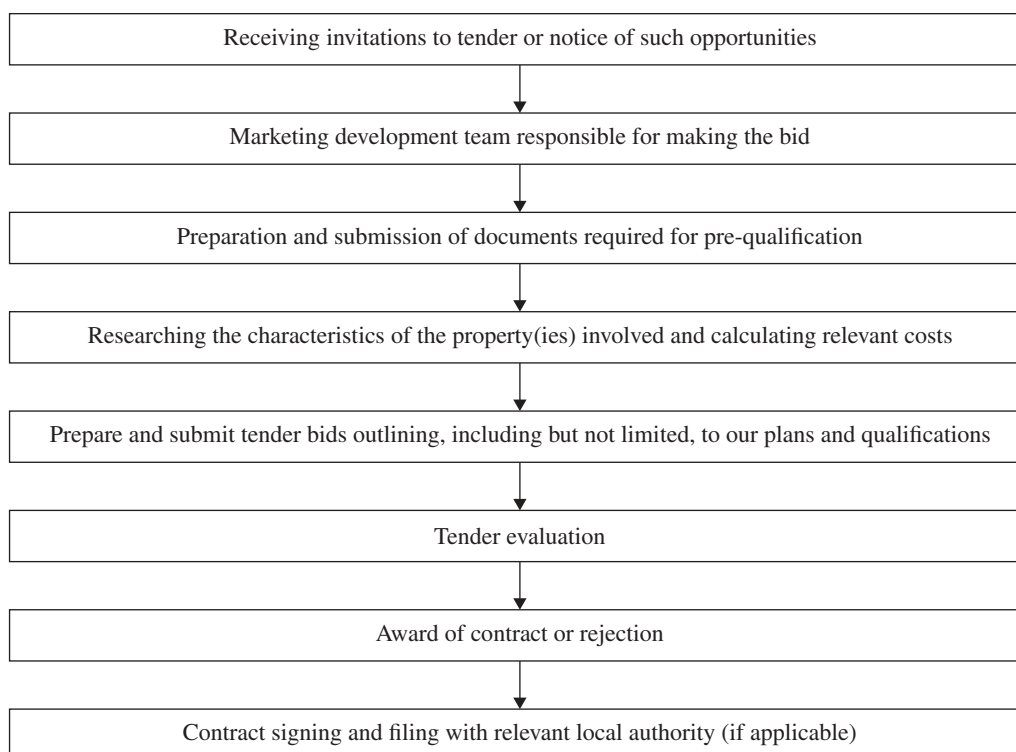 Receiving invitations to tender or notice of such opportunities
Marketing development team responsible for making the bid
Preparation and submission of documents required for pre-qualification
Researching the characteristics of the property(ies) involved and calculating relevant costs
Prepare and submit tender bids outlining, including but not limited, to our plans and qualifications
Tender evaluation
Award of contract or rejection
Contract signing and filing with relevant local authority (if applicable)